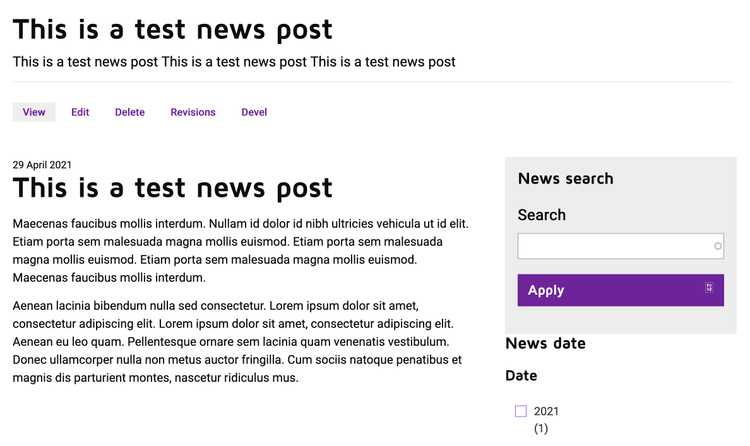 This is a test news post
This is a test news post This is a test news post This is a test news post
View Edit Delete Revisions Devel
29 April 2021
This is a test news post
Maecenas faucibus mollis interdum. Nullam id dolor id nibh ultricies vehicula ut id elit.
Etiam porta sem malesuada magna mollis euismod. Etiam porta sem malesuada
magna mollis euismod. Etiam porta sem malesuada magna mollis euismod.
Maecenas faucibus mollis interdum.
Aenean lacinia bibendum nulla sed consectetur. Lorem ipsum dolor sit amet,
consectetur adipiscing elit. Lorem ipsum dolor sit amet, consectetur adipiscing elit.
Aenean eu leo quam. Pellentesque ornare sem lacinia quam venenatis vestibulum.
Donec ullamcorper nulla non metus auctor fringilla. Cum sociis natoque penatibus et
magnis dis parturient montes, nascetur ridiculus mus.
News search
Search
Apply
News date
Date
2021
(1)